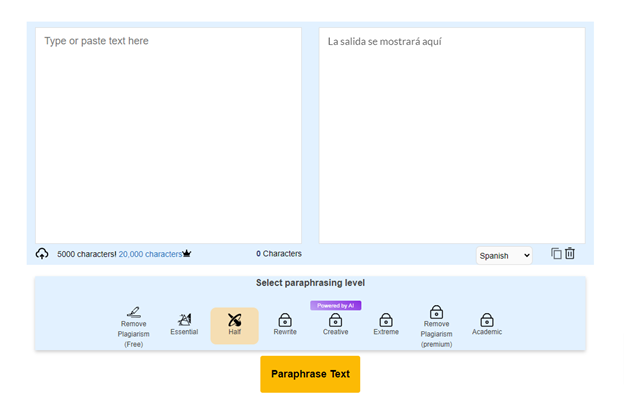 Type or paste text here
La salida se mostrará aquí
5000 characters! 20,000 characters
0 Characters
Spanish
Select paraphrasing level
Powered by AI
Remove
Plagiarism
(Free)
Essential
Half
Rewrite
Creative
Extreme
Remove
Plagiarism
(premium)
Academic
Paraphrase Text